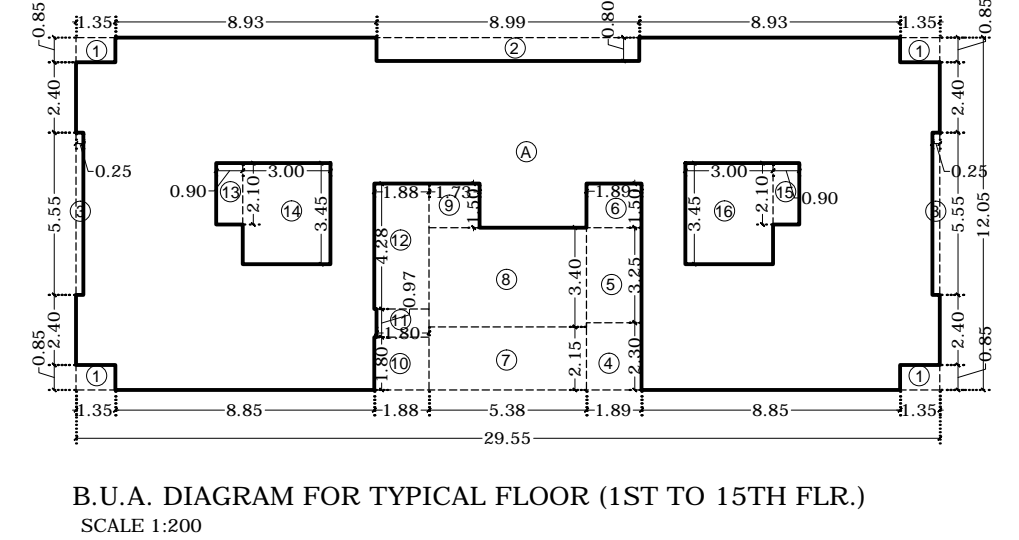 1.35 8.93 8.99 8.93 1.35
0.85 0.80 0.85
1 2 1
2.40 2.40
A
0.25 3.00 3.00 0.25
0.90 13 2.10 14 3.45
3.45 16 2.10 15 0.90
1.88 1.73 1.50 1.89 1.50
9 6
5.55 3 3 5.55 12.05
12 4.28 8 3.40 5 3.25
0.97
11
1.80
2.40 2.40
10 1.80 7 2.15 4 2.30
0.85 1 1 0.85
1.35 8.85 1.88 5.38 1.89 8.85 1.35
29.55
B.U.A. DIAGRAM FOR TYPICAL FLOOR (1ST TO 15TH FLR.)
SCALE 1:200